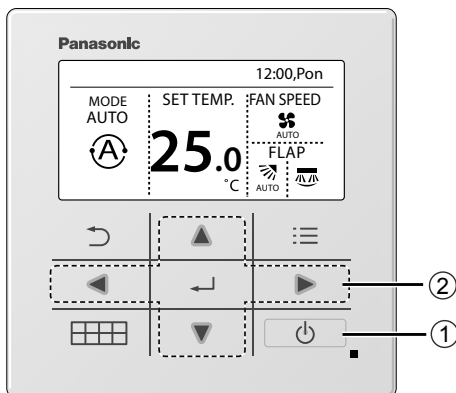 Panasonic
12:00,Pon
MODE
AUTO
A
SET TEMP.
25.0
°C
FAN SPEED
AUTO
FLAP
AUTO
2
1